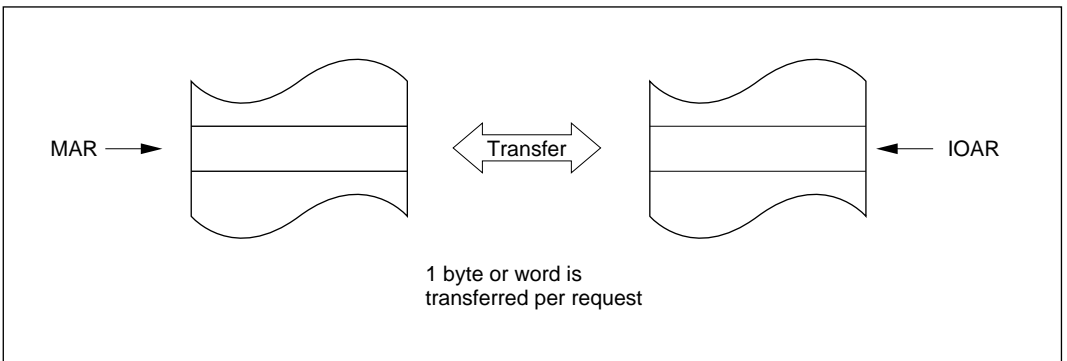 MAR
Transfer
IOAR
1 byte or word is
transferred per request